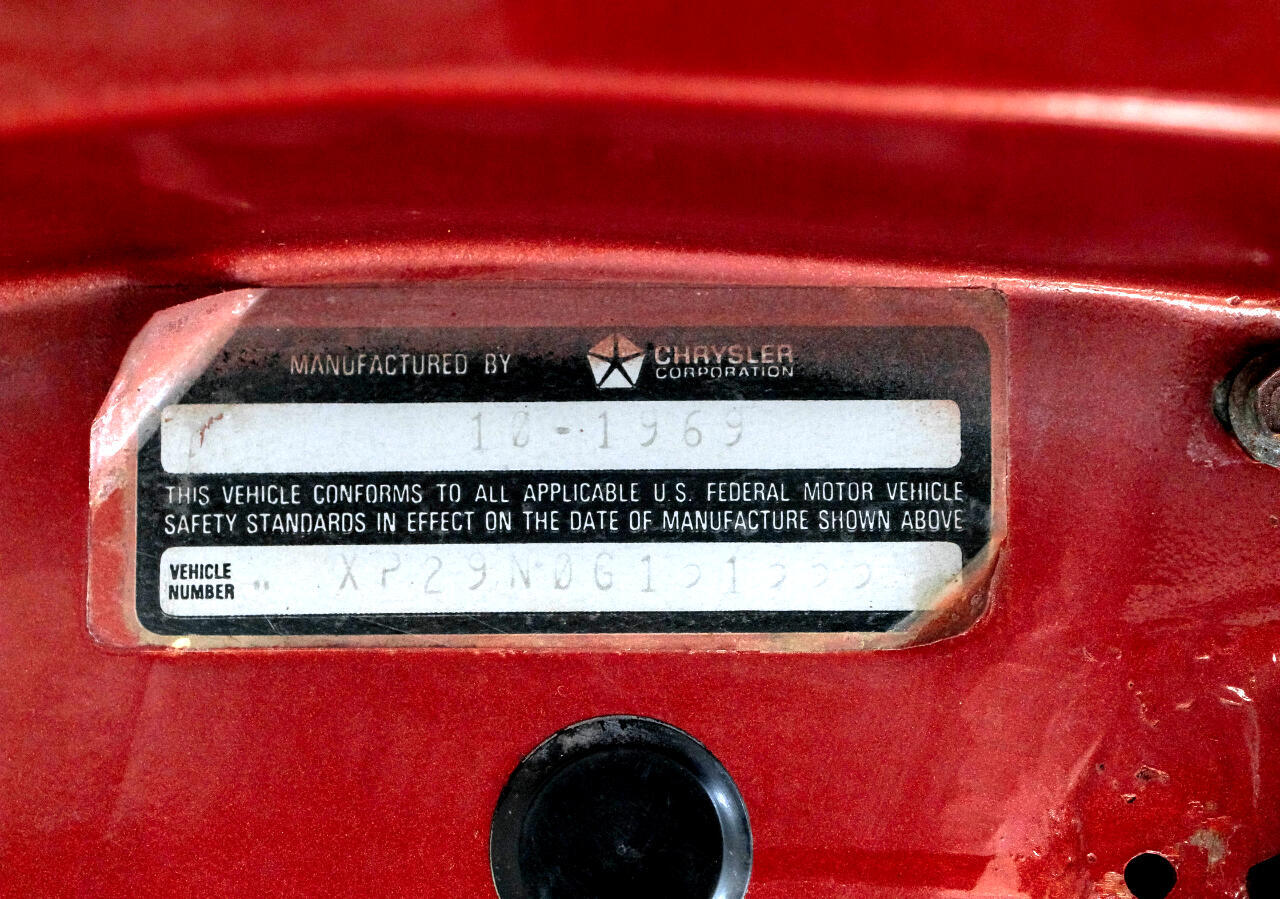 MANUFACTURED BY CHRYSLER CORPORATION
10-1969
THIS VEHICLE CONFORMS TO ALL APPLICABLE U.S. FEDERAL MOTOR VEHICLE
SAFETY STANDARDS IN EFFECT ON THE DATE OF MANUFACTURE SHOWN ABOVE
VEHICLE NUMBER